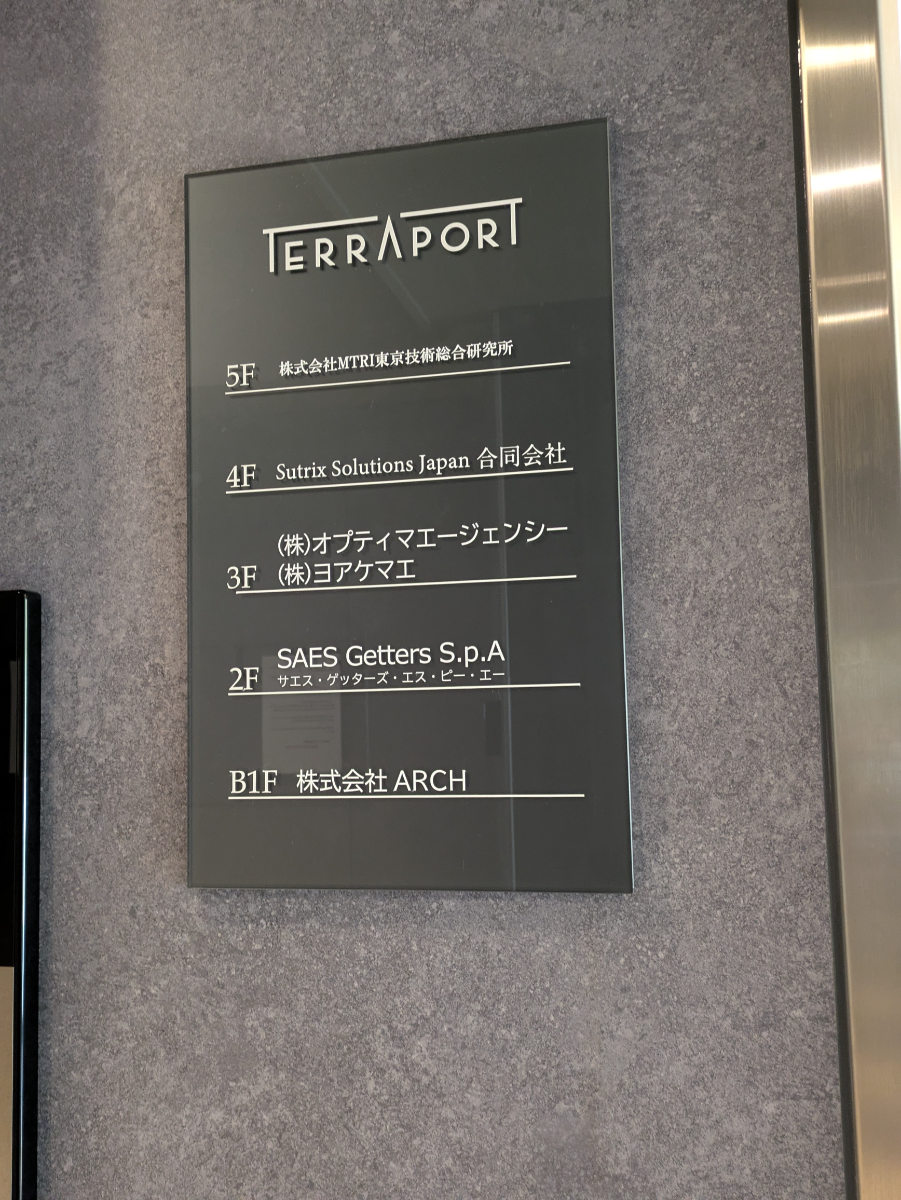 TERRAPORT
5F 株式会社MTRI東京技術総合研究所
4F Sutrix Solutions Japan 合同会社
(株)オプティマエージェンシー
3F (株)ヨアケマエ
SAES Getters S.p.A
2F サエス・ゲッターズ・エス・ピー・エー
B1F 株式会社 ARCH